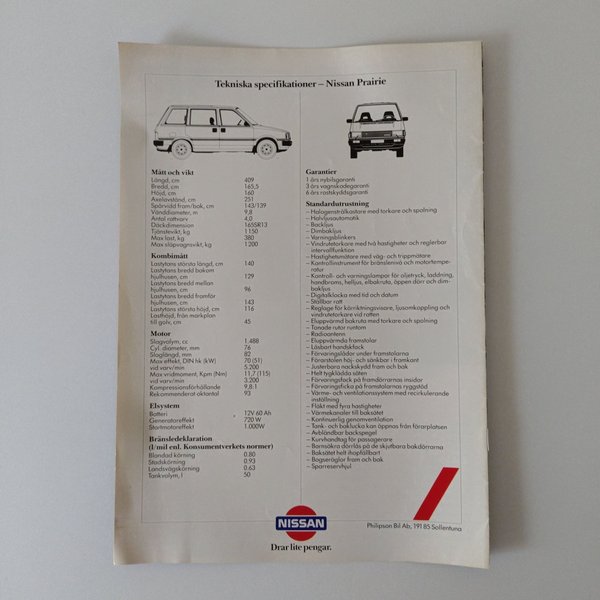 Tekniska specifikationer – Nissan Prairie
Mått och vikt
Längd, cm 409
Bredd, cm 165,5
Höjd, cm 160
Axelavstånd, cm 251
Spårvidd fram/bak, cm 143/139
Vänddiameter, m 9,8
Antal rattvarv 4,0
Däckdimension 165SR13
Tjänstevikt, kg 1150
Max last, kg 380
Max släpvagnsvikt, kg 1200
Kombimått
Lastytans största längd, cm 140
Lastytans bredd bakom
hjulhusen, cm 129
Lastytans bredd mellan
hjulhusen, cm 96
Lastytans bredd framför
hjulhusen, cm 143
Lastytans största höjd, cm 116
Lasthöjd, från markplan
till golv, cm 45
Motor
Slagvolym, cc 1.488
Cyl. diameter, mm 76
Slaglängd, mm 82
Max effekt, DIN hk (kW) 70 (51)
vid varv/min 5.200
Max vridmoment, Kpm (Nm) 11,7 (115)
vid varv/min 3.200
Kompressionsförhållande 9,8:1
Rekommenderat oktantal 93
Elsystem
Batteri 12V 60 Ah
Generatoreffekt 720 W
Startmotoreffekt 1.000W
Bränsledeklaration
(l/mil enl. Konsumentverkets normer)
Blandad körning 0.80
Stadskörning 0.93
Landsvägskörning 0.63
Tankvolym, l 50
Garantier
1 års nybilsgaranti
3 års vagnskadegaranti
6 års rostskyddsgaranti
Standardutrustning
– Halogenstrålkastare med torkare och spolning
– Halvljusautomatik
– Backljus
– Dimbakljus
– Varningsblinkers
– Vindrutetorkare med två hastigheter och reglerbar
intervallfunktion
– Hastighetsmätare med väg- och trippmätare
– Kontrollinstrument för bränslenivå och motortempe-
ratur
– Kontroll- och varningslampor för oljetryck, laddning,
handbroms, helljus, elbakruta, öppen dörr och dim-
bakljus
– Digitalklocka med tid och datum
– Ställbar ratt
– Reglage för körriktningsvisare, ljusomkoppling och
vindrutetorkare vid ratten
– Eluppvärmd bakruta med torkare och spolning
– Tonade rutor runtom
– Radioantenn
– Eluppvärmda framstolar
– Låsbart handskfack
– Förvaringslådor under framstolarna
– Förarstolen höj- och sänkbar i framkant
– Justerbara nackskydd fram och bak
– Helt tygklädda säten
– Förvaringsfack på framdörrarnas insidor
– Förvaringsficka på framstolarnas ryggstöd
– Värme- och ventilationssystem med recirkulerande
inställning
– Fläkt med fyra hastigheter
– Värmekanaler till baksätet
– Kontinuerlig genomventilation
– Tank- och baklucka kan öppnas från förarplatsen
– Avbländbar backspegel
– Kurvhandtag för passagerare
– Barnsäkra dörrlås på de skjutbara bakdörrarna
– Baksätet helt ihopfällbart
– Bogseröglar fram och bak
– Sparreservhjul
NISSAN
Drar lite pengar.
Philipson Bil Ab, 191 85 Sollentuna